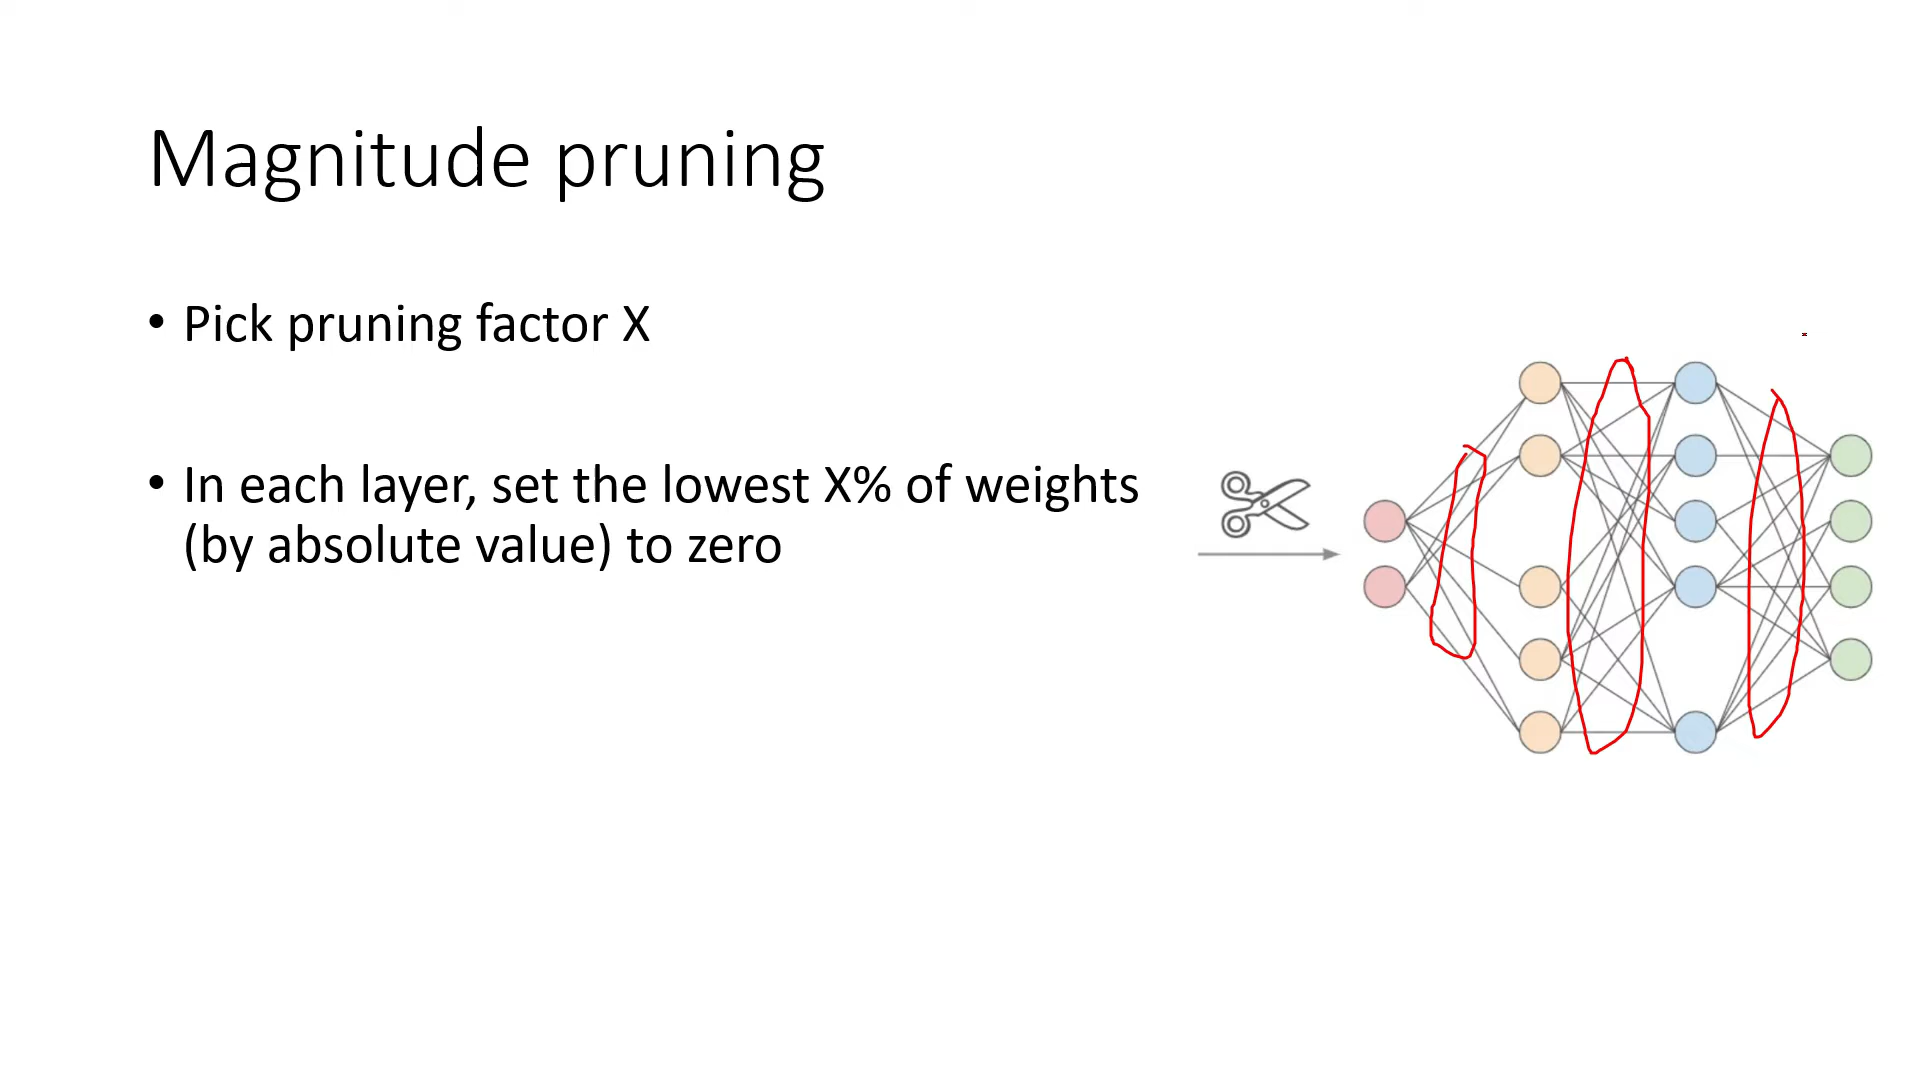 Magnitude pruning
• Pick pruning factor X
• In each layer, set the lowest X% of weights
(by absolute value) to zero